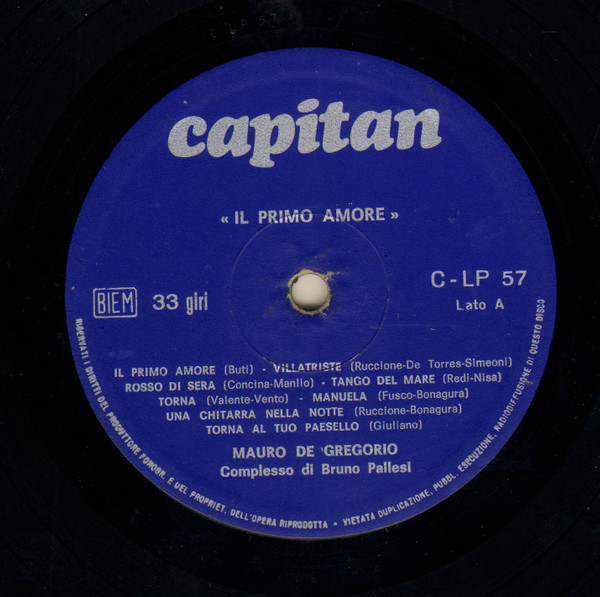 capitan
« IL PRIMO AMORE »
BIEM 33 giri
C-LP 57
Lato A
IL PRIMO AMORE (Buti) - VILLATRISTE (Ruccione-De Torres-Simeoni)
ROSSO DI SERA (Concina-Manlio) - TANGO DEL MARE (Redi-Nisa)
TORNA (Valente-Vento) - MANUELA (Fusco-Bonagura)
UNA CHITARRA NELLA NOTTE (Ruccione-Bonagura)
TORNA AL TUO PAESELLO (Giuliano)
MAURO DE GREGORIO
Complesso di Bruno Pallesi
RISERVATI I DIRITTI DEL PRODUTTORE FONOGR. E DEL PROPRIET. DELL'OPERA RIPRODOTTA - VIETATA DUPLICAZIONE, PUBBL. ESECUZIONE, RADIODIFFUSIONE DI QUESTO DISCO